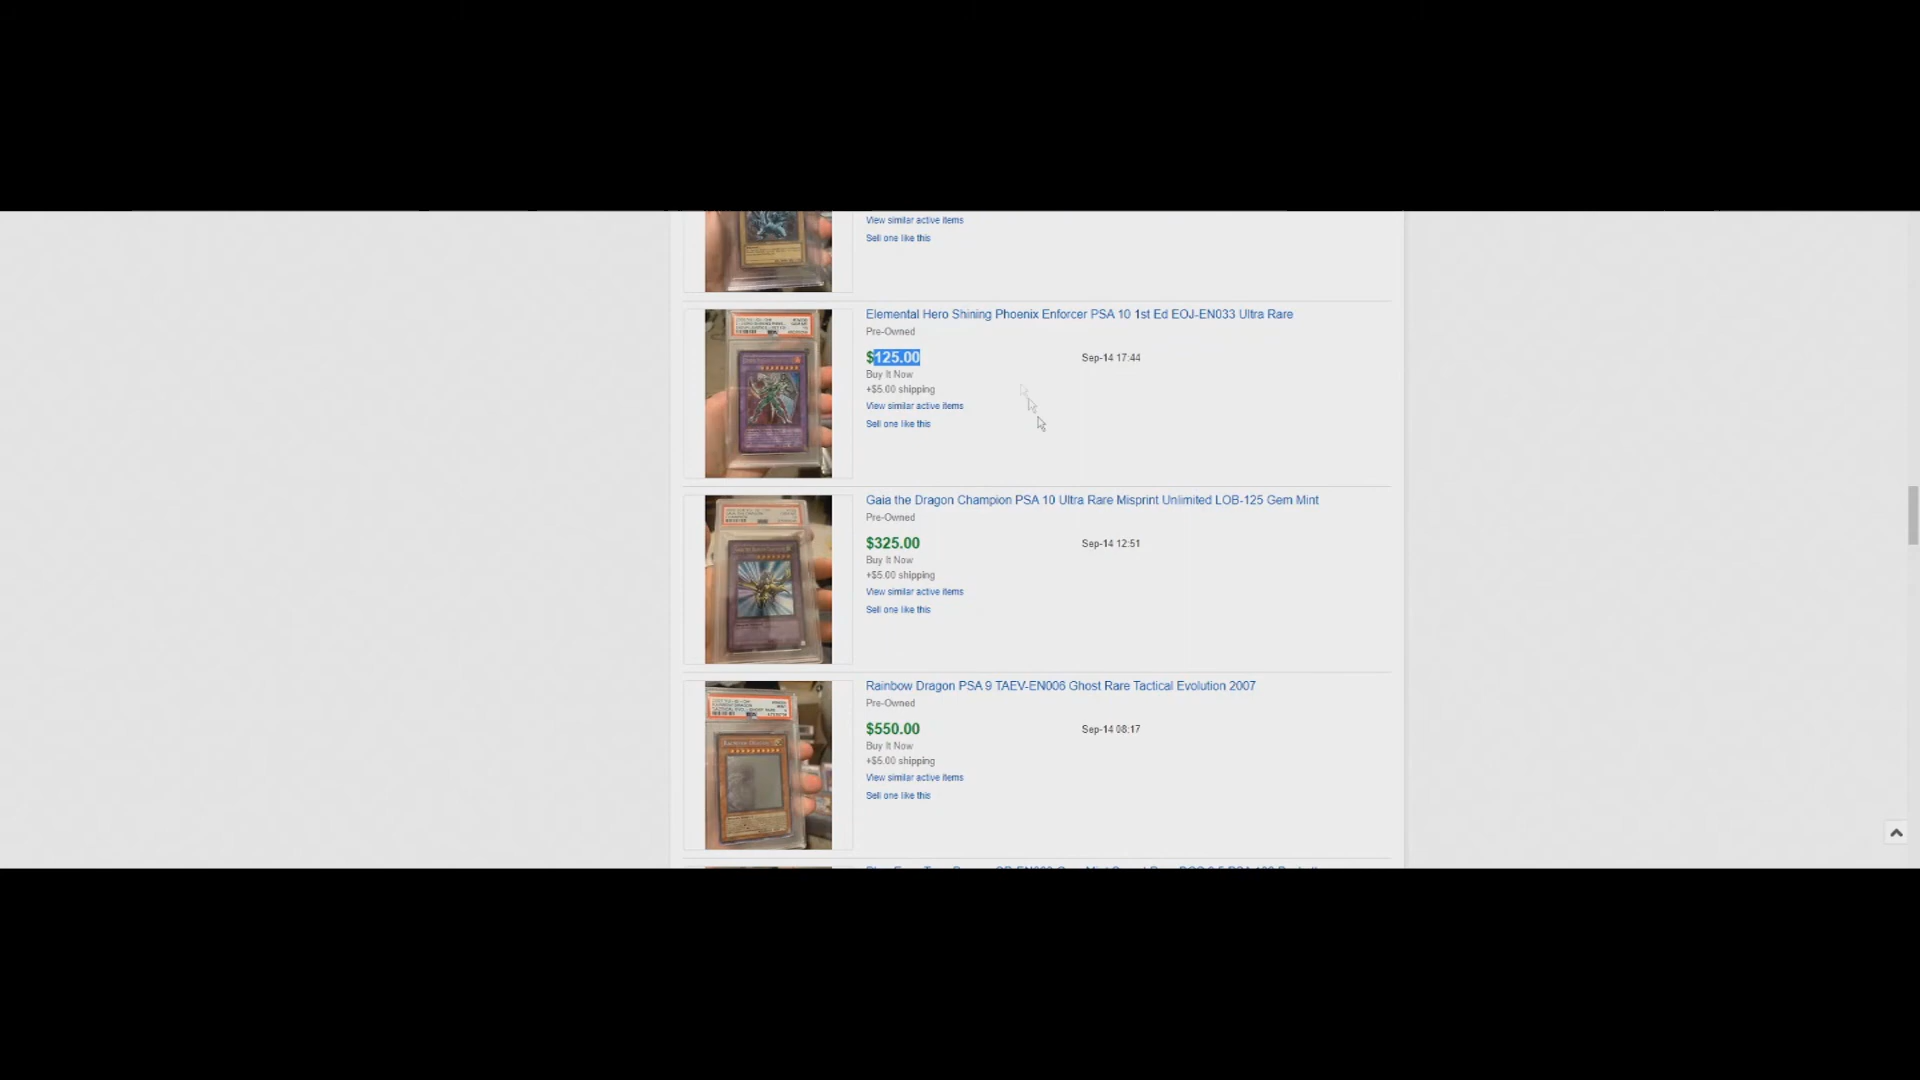 View similar active items
Sell one like this
Elemental Hero Shining Phoenix Enforcer PSA 10 1st Ed EOJ-EN033 Ultra Rare
Pre-Owned
$125.00
Sep-14 17:44
Buy It Now
+$5.00 shipping
View similar active items
Sell one like this
Gaia the Dragon Champion PSA 10 Ultra Rare Misprint Unlimited LOB-125 Gem Mint
Pre-Owned
$325.00
Sep-14 12:51
Buy It Now
+$5.00 shipping
View similar active items
Sell one like this
Rainbow Dragon PSA 9 TAEV-EN006 Ghost Rare Tactical Evolution 2007
Pre-Owned
$550.00
Sep-14 08:17
Buy It Now
+$5.00 shipping
View similar active items
Sell one like this